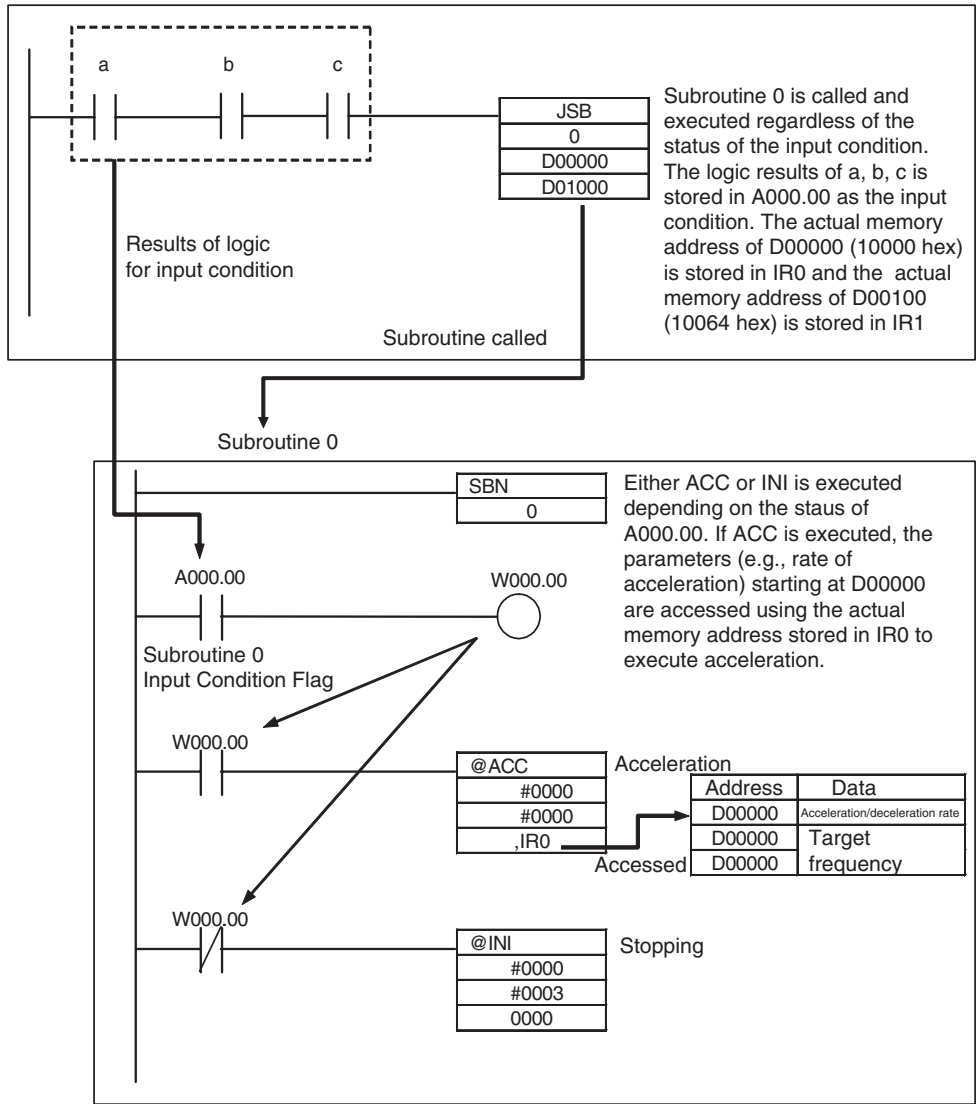 a
b
c
JSB
0
D00000
D01000
Subroutine 0 is called and
executed regardless of the
status of the input condition.
The logic results of a, b, c is
stored in A000.00 as the input
condition. The actual memory
address of D00000 (10000 hex)
is stored in IR0 and the actual
memory address of D00100
(10064 hex) is stored in IR1
Results of logic
for input condition
Subroutine called
Subroutine 0
SBN
0
Either ACC or INI is executed
depending on the staus of
A000.00. If ACC is executed, the
parameters (e.g., rate of
acceleration) starting at D00000
are accessed using the actual
memory address stored in IR0 to
execute acceleration.
A000.00
W000.00
Subroutine 0
Input Condition Flag
W000.00
@ACC
#0000
#0000
,IR0
Acceleration
Accessed
Address Data
D00000 Acceleration/deceleration rate
D00000 Target
D00000 frequency
W000.00
@INI
#0000
#0003
0000
Stopping